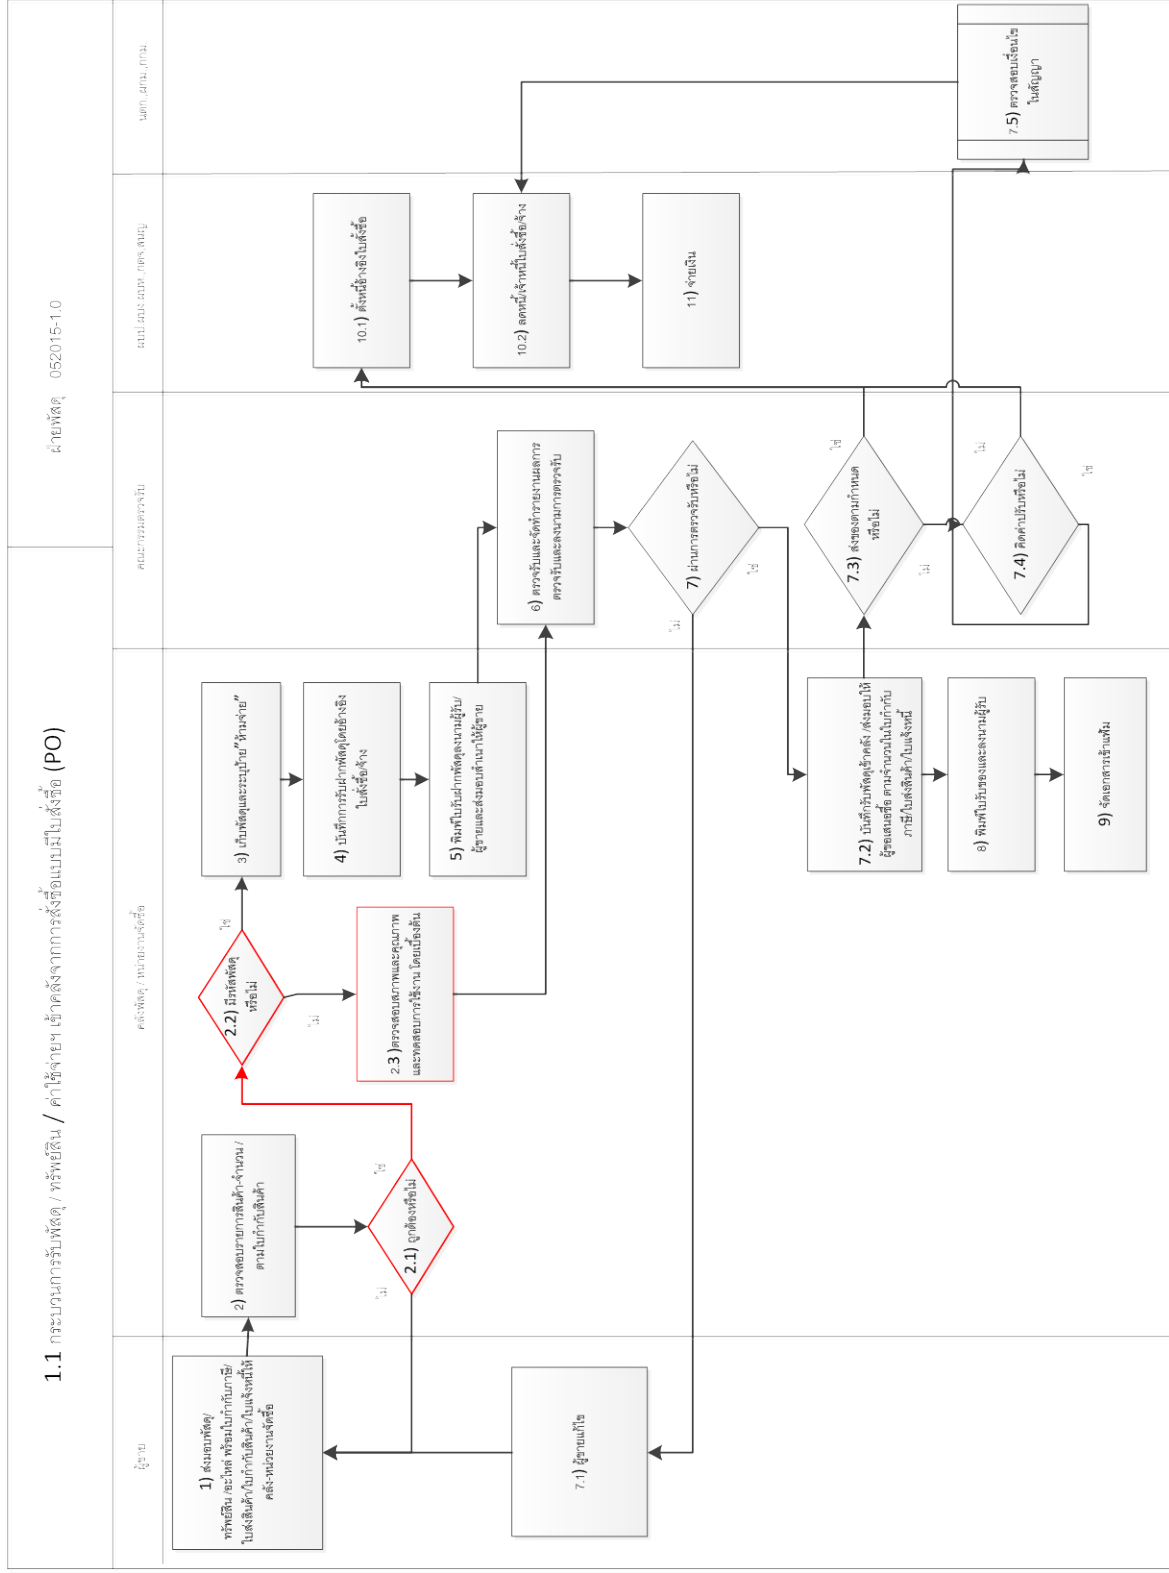 1.1 กระบวนการรับพัสดุ / ทรัพย์สิน / ค่าใช้จ่ายฯ เข้าคลังจากการสั่งซื้อแบบมีใบสั่งซื้อ (PO)
ฝ่ายพัสดุ 052015-1.0
ผู้ขาย
คลังพัสดุ / หน่วยงานจัดซื้อ
คณะกรรมตรวจรับ
1) ส่งมอบพัสดุ/
ทรัพย์สิน /อะไหล่ พร้อมใบกำกับภาษี/
ใบส่งสินค้า/ใบกำกับสินค้า/ใบแจ้งหนี้ให้
คลัง-หน่วยงานจัดซื้อ
2) ตรวจสอบรายการสินค้า-จำนวน /
ตามใบกำกับสินค้า
2.1) ถูกต้องหรือไม่
ไม่
ใช่
2.2) มีรหัสพัสดุ
หรือไม่
ใช่
ไม่
2.3 )ตรวจสอบสภาพและคุณภาพ
และทดสอบการใช้งาน โดยเบื้องต้น
3) เก็บพัสดุและระบุป้าย"ห้ามจ่าย"
4) บันทึกการรับฝากพัสดุโดยอ้างอิง
ใบสั่งซื้อ/จ้าง
5) พิมพ์ใบรับฝากพัสดุลงนามผู้รับ/
ผู้ขายและส่งมอบสำเนาให้ผู้ขาย
6) ตรวจรับและจัดทำรายงานผลการ
ตรวจรับและลงนามการตรวจรับ
7) ผ่านการตรวจรับหรือไม่
ไม่
ใช่
7.1) ผู้ขายแก้ไข
7.2) บันทึกรับพัสดุเข้าคลัง /ส่งมอบให้
ผู้ขอเสนอซื้อ ตามจำนวนในใบกำกับ
ภาษี/ใบส่งสินค้า/ใบแจ้งหนี้
7.3) ส่งของตามกำหนด
หรือไม่
ใช่
ไม่
7.4) คิดค่าปรับหรือไม่
ไม่
ใช่
7.5) ตรวจสอบเงื่อนไข
ในสัญญา
8) พิมพ์ใบรับของและลงนามผู้รับ
9) จัดเอกสารเข้าแฟ้ม
10.1) ตั้งหนี้อ้างอิงใบสั่งซื้อ
10.2) ลดหนี้/เจ้าหนี้ใบสั่งซื้อ/จ้าง
11) จ่ายเงิน